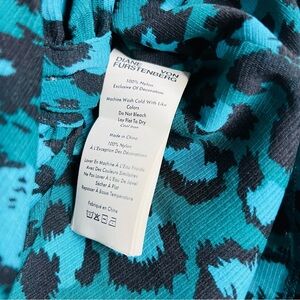 DIANE VON
FURSTENBERG
100% Nylon
Exclusive Of Decoration
Machine Wash Cold With Like
Colors
Do Not Bleach
Lay Flat To Dry
Cool Iron
Made in China
100% Nylon
À L'Exception Des Décorations
Laver En Machine À L'Eau Froide
Avec Des Couleurs Similaires
Ne Pas Laver À L'Eau De Javel
Sécher À Plat
Repasser À Basse Température
Fabriqué en Chine